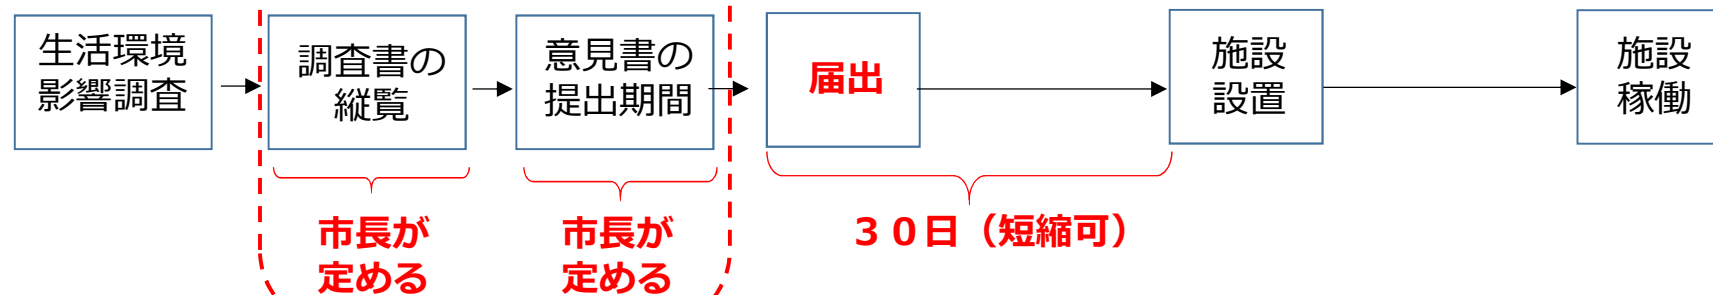 生活環境
影響調査
調査書の
縦覧
意見書の
提出期間
届出
施設
設置
施設
稼働
市長が
定める
市長が
定める
３０日（短縮可）